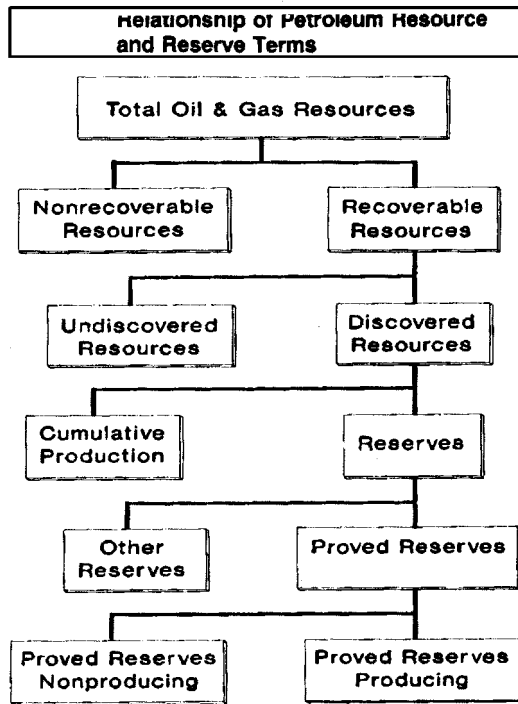 Relationship of Petroleum Resource
and Reserve Terms
Total Oil & Gas Resources
Nonrecoverable
Resources
Recoverable
Resources
Undiscovered
Resources
Discovered
Resources
Cumulative
Production
Reserves
Other
Reserves
Proved Reserves
Proved Reserves
Nonproducing
Proved Reserves
Producing